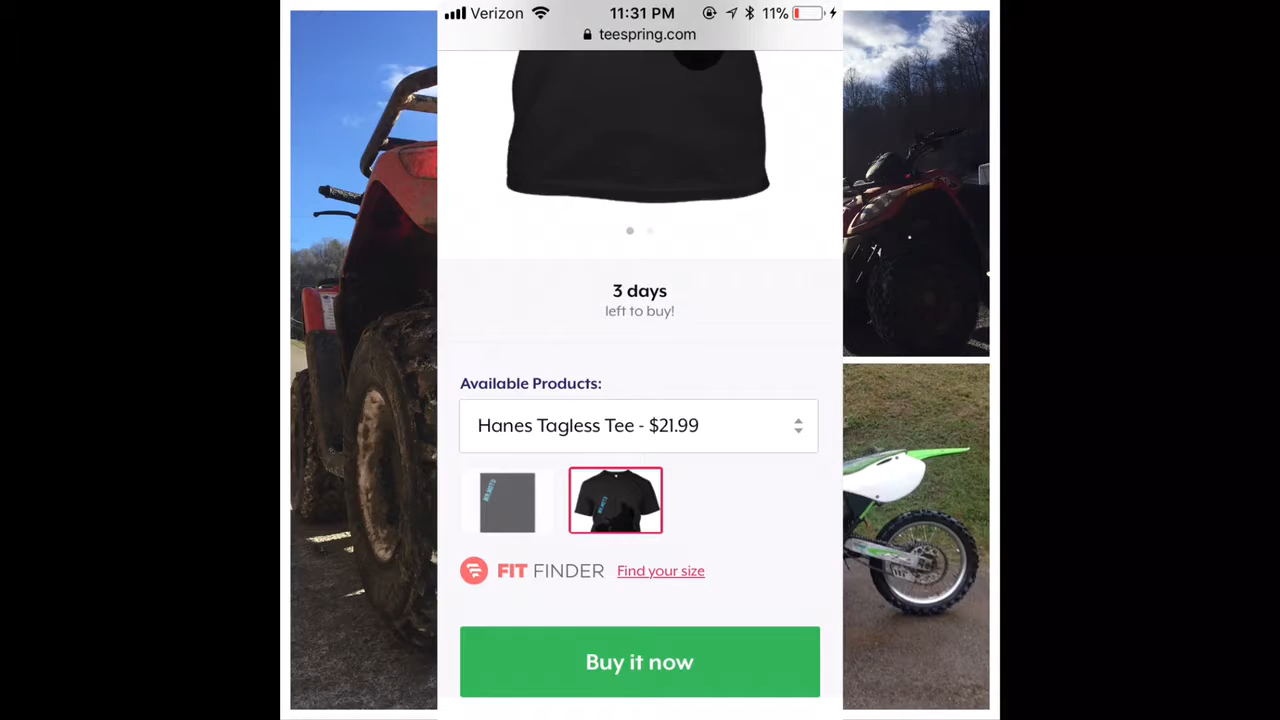 Verizon 11:31 PM 11%
teespring.com
3 days
left to buy!
Available Products:
Hanes Tagless Tee - $21.99
FIT FINDER Find your size
Buy it now